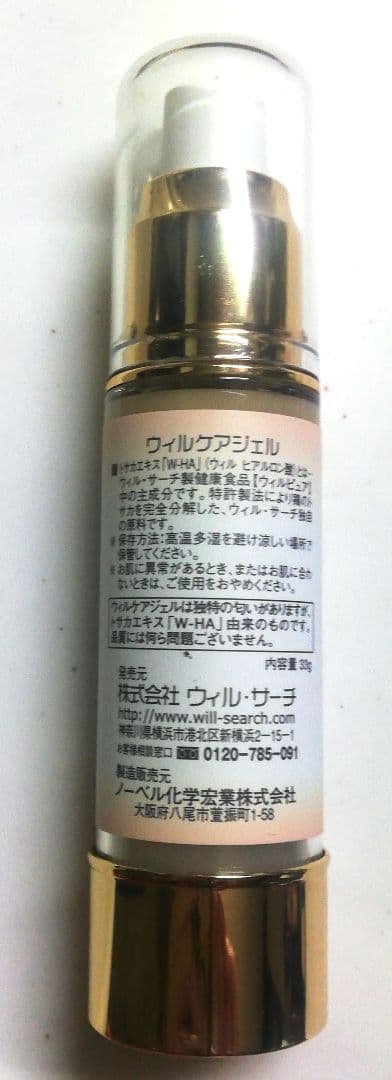 ウィルケアジェル
■トサカエキス「W-HA」(ウィル ヒアルロン酸)とは…
ウィル・サーチ製健康食品【ウィルピュア】
中の主成分です。特許製法により鶏のト
サカを完全分解した、ウィル・サーチ独自
の原料です。
※ 保存方法:高温多湿を避け涼しい場所で
保管してください。
※ お肌に異常があるとき、またはお肌に合わ
ないときは、ご使用をおやめください。
ウィルケアジェルは独特の匂いがありますが、
トサカエキス「W-HA」由来のものです。
品質には何ら問題ございません。
内容量 33g
発売元
株式会社 ウィル・サーチ
http://www.will-search.com
神奈川県横浜市港北区新横浜2-15-1
お客様相談窓口 0120-785-091
製造販売元
ノーベル化学宏業株式会社
大阪府八尾市萱振町1-58